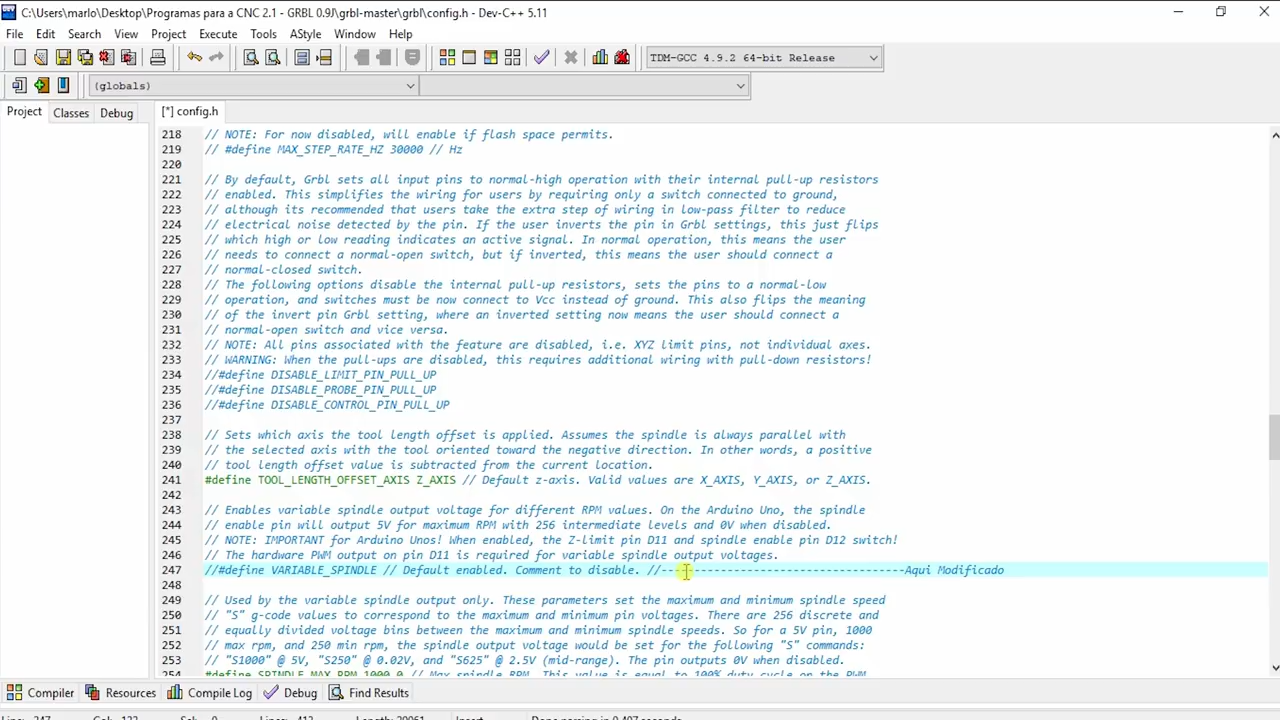 C:\Users\marlo\Desktop\Programas para a CNC 2.1 - GRBL 0.9J\grbl-master\grbl\config.h - Dev-C++ 5.11
File Edit Search View Project Execute Tools AStyle Window Help
TDM-GCC 4.9.2 64-bit Release
(globals)
Project Classes Debug [*] config.h
218 // NOTE: For now disabled, will enable if flash space permits.
219 // #define MAX_STEP_RATE_HZ 30000 // Hz
220
221 // By default, Grbl sets all input pins to normal-high operation with their internal pull-up resistors
222 // enabled. This simplifies the wiring for users by requiring only a switch connected to ground,
223 // although its recommended that users take the extra step of wiring in low-pass filter to reduce
224 // electrical noise detected by the pin. If the user inverts the pin in Grbl settings, this just flips
225 // which high or low reading indicates an active signal. In normal operation, this means the user
226 // needs to connect a normal-open switch, but if inverted, this means the user should connect a
227 // normal-closed switch.
228 // The following options disable the internal pull-up resistors, sets the pins to a normal-low
229 // operation, and switches must be now connect to Vcc instead of ground. This also flips the meaning
230 // of the invert pin Grbl setting, where an inverted setting now means the user should connect a
231 // normal-open switch and vice versa.
232 // NOTE: All pins associated with the feature are disabled, i.e. XYZ limit pins, not individual axes.
233 // WARNING: When the pull-ups are disabled, this requires additional wiring with pull-down resistors!
234 //#define DISABLE_LIMIT_PIN_PULL_UP
235 //#define DISABLE_PROBE_PIN_PULL_UP
236 //#define DISABLE_CONTROL_PIN_PULL_UP
237
238 // Sets which axis the tool length offset is applied. Assumes the spindle is always parallel with
239 // the selected axis with the tool oriented toward the negative direction. In other words, a positive
240 // tool length offset value is subtracted from the current location.
241 #define TOOL_LENGTH_OFFSET_AXIS Z_AXIS // Default z-axis. Valid values are X_AXIS, Y_AXIS, or Z_AXIS.
242
243 // Enables variable spindle output voltage for different RPM values. On the Arduino Uno, the spindle
244 // enable pin will output 5V for maximum RPM with 256 intermediate levels and 0V when disabled.
245 // NOTE: IMPORTANT for Arduino Unos! When enabled, the Z-limit pin D11 and spindle enable pin D12 switch!
246 // The hardware PWM output on pin D11 is required for variable spindle output voltages.
247 //#define VARIABLE_SPINDLE // Default enabled. Comment to disable. //-------------------------------------Aqui Modificado
248
249 // Used by the variable spindle output only. These parameters set the maximum and minimum spindle speed
250 // "S" g-code values to correspond to the maximum and minimum pin voltages. There are 256 discrete and
251 // equally divided voltage bins between the maximum and minimum spindle speeds. So for a 5V pin, 1000
252 // max rpm, and 250 min rpm, the spindle output voltage would be set for the following "S" commands:
253 // "S1000" @ 5V, "S250" @ 0.02V, and "S625" @ 2.5V (mid-range). The pin outputs 0V when disabled.
254 #define SPINDLE_MAX_RPM 1000.0 // Max spindle RPM. This value is equal to 100% duty cycle on the PWM.
Compiler Resources Compile Log Debug Find Results